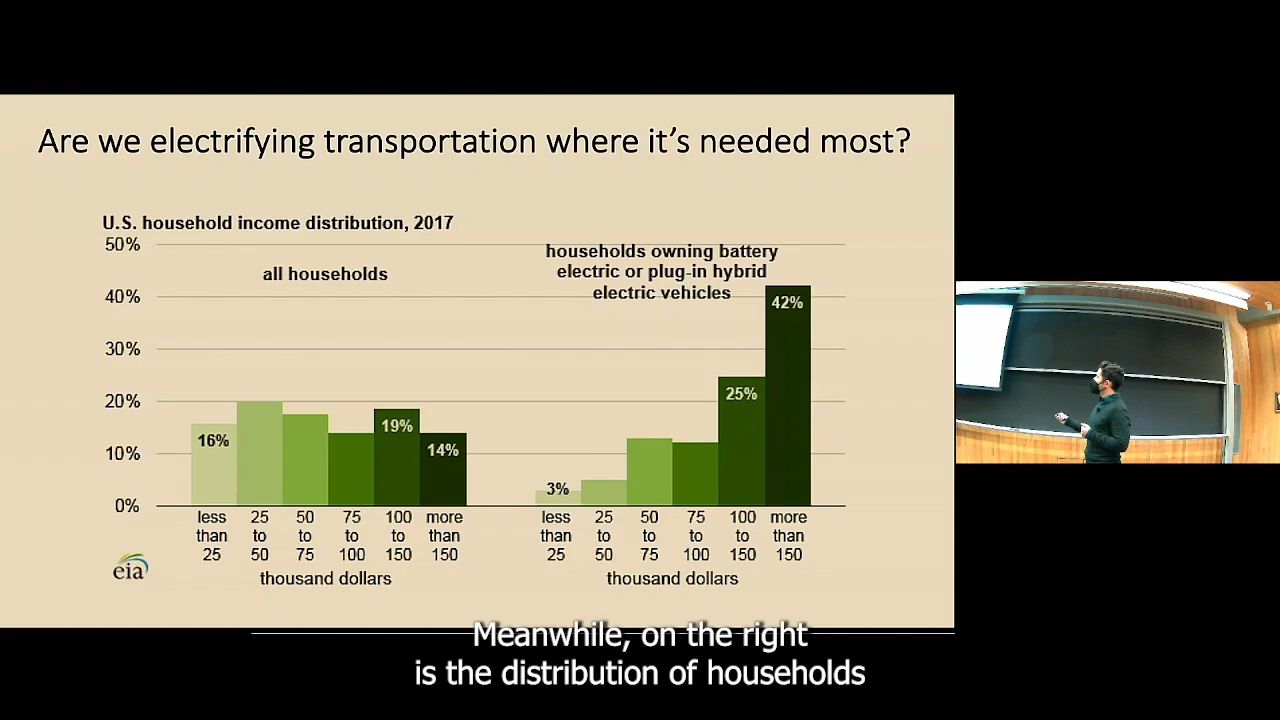 Are we electrifying transportation where it's needed most?
U.S. household income distribution, 2017
50%
40%
30%
20%
10%
0%
all households
16%
19%
14%
less than 25
25 to 50
50 to 75
75 to 100
100 to 150
more than 150
thousand dollars
households owning battery
electric or plug-in hybrid
electric vehicles
3%
25%
42%
less than 25
25 to 50
50 to 75
75 to 100
100 to 150
more than 150
thousand dollars
eia
Meanwhile, on the right
is the distribution of households